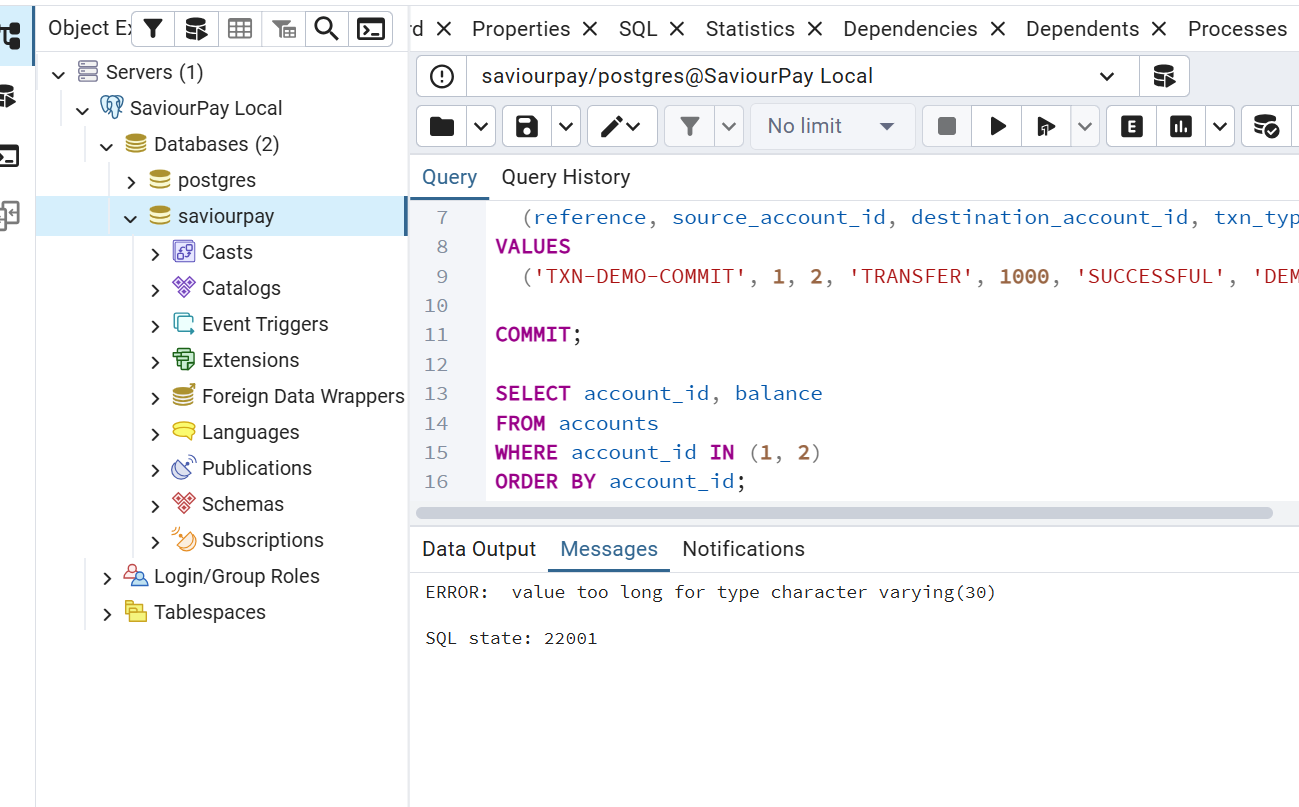 Object Ex
Servers (1)
SaviourPay Local
Databases (2)
postgres
saviourpay
Casts
Catalogs
Event Triggers
Extensions
Foreign Data Wrappers
Languages
Publications
Schemas
Subscriptions
Login/Group Roles
Tablespaces
rd Properties SQL Statistics Dependencies Dependents Processes
saviourpay/postgres@SaviourPay Local
No limit E
Query Query History
7 (reference, source_account_id, destination_account_id, txn_typ
8 VALUES
9 ('TXN-DEMO-COMMIT', 1, 2, 'TRANSFER', 1000, 'SUCCESSFUL', 'DEM
10
11 COMMIT;
12
13 SELECT account_id, balance
14 FROM accounts
15 WHERE account_id IN (1, 2)
16 ORDER BY account_id;
Data Output Messages Notifications
ERROR: value too long for type character varying(30)
SQL state: 22001